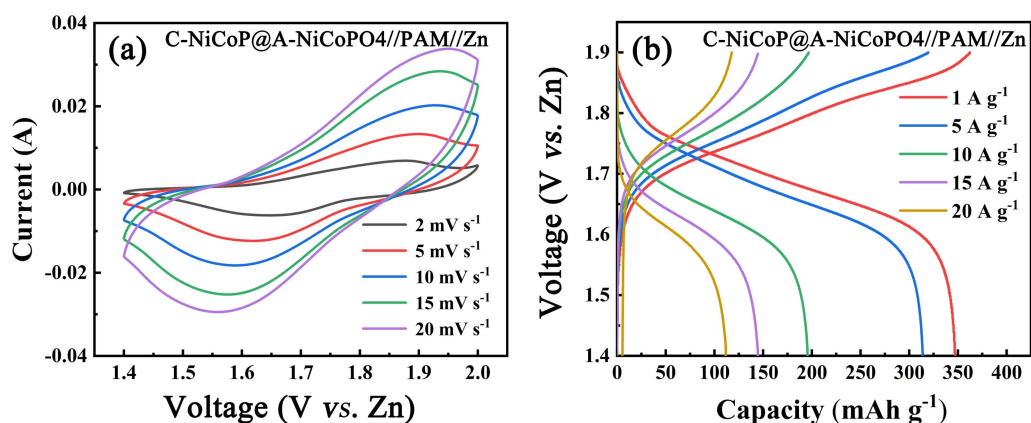 (a)
C-NiCoP@A-NiCoPO4//PAM//Zn
Current (A)
0.04
0.02
0.00
-0.02
-0.04
2 mV s⁻¹
5 mV s⁻¹
10 mV s⁻¹
15 mV s⁻¹
20 mV s⁻¹
1.4 1.5 1.6 1.7 1.8 1.9 2.0
Voltage (V vs. Zn)
(b)
C-NiCoP@A-NiCoPO4//PAM//Zn
Voltage (V vs. Zn)
1.9
1.8
1.7
1.6
1.5
1.4
1 A g⁻¹
5 A g⁻¹
10 A g⁻¹
15 A g⁻¹
20 A g⁻¹
0 50 100 150 200 250 300 350 400
Capacity (mAh g⁻¹)